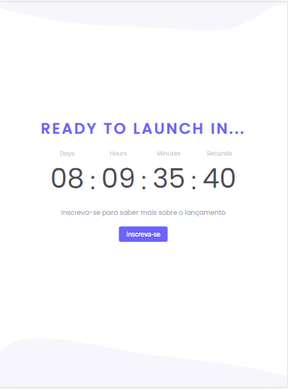 READY TO LAUNCH IN...
Days Hours Minutes Seconds
08 : 09 : 35 : 40
Inscreva-se para saber mais sobre o lançamento
Inscreva-se